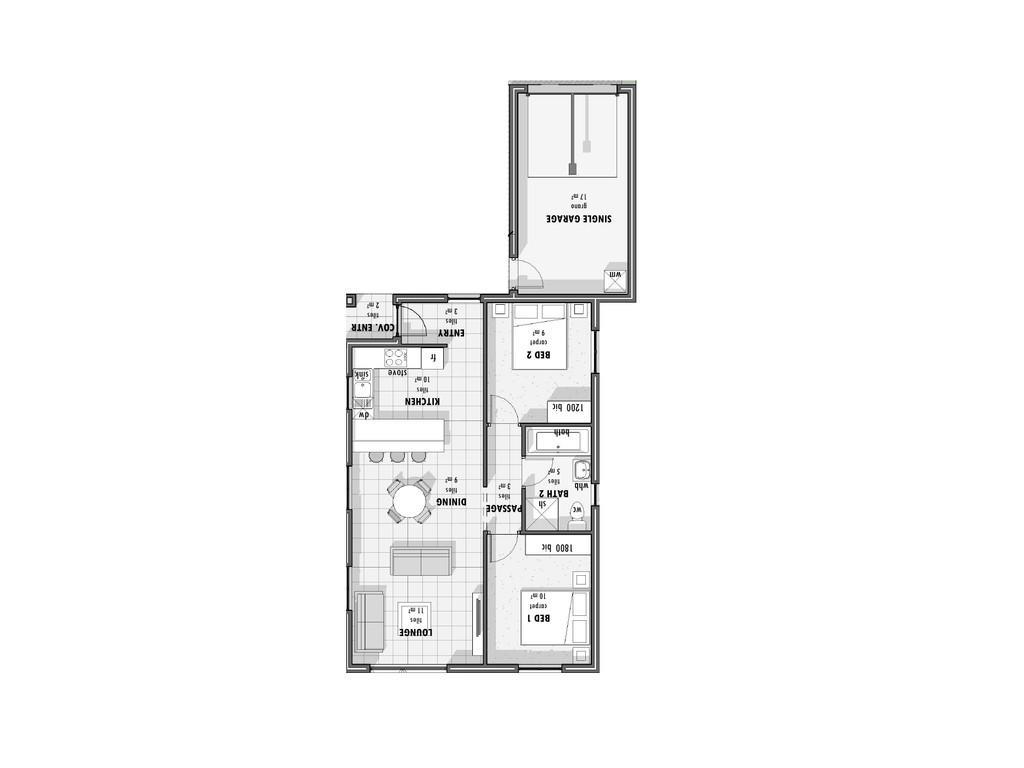 SINGLE GARAGE
grano
17 m²
wm
COV. ENTR
tiles
2 m²
ENTRY
tiles
3 m²
BED 2
carpet
9 m²
1200 bic
fr
stove
sink
dw
KITCHEN
tiles
10 m²
bath
BATH 2
tiles
5 m²
whb
wc
sh
PASSAGE
tiles
3 m²
DINING
tiles
9 m²
1800 bic
BED 1
carpet
10 m²
LOUNGE
tiles
11 m²